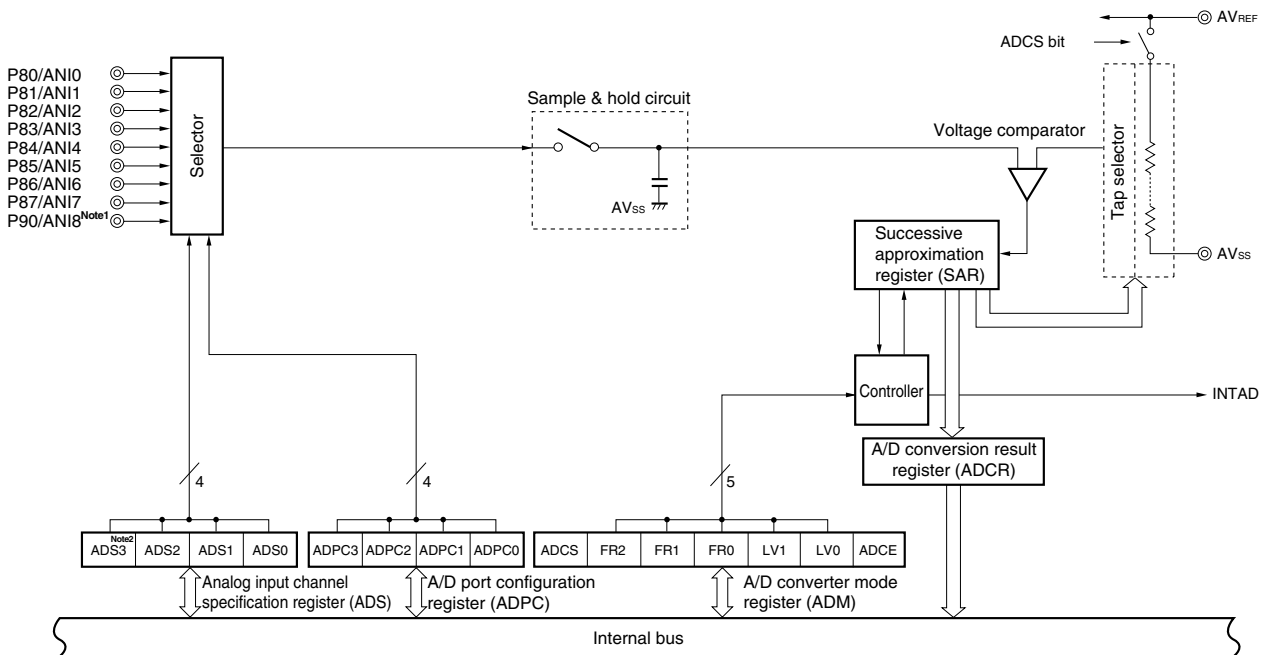 AVREF
ADCS bit
P80/ANI0
P81/ANI1
P82/ANI2
P83/ANI3
P84/ANI4
P85/ANI5
P86/ANI6
P87/ANI7
P90/ANI8Note1
Selector
Sample & hold circuit
AVSS
Voltage comparator
Tap selector
AVSS
Successive
approximation
register (SAR)
Controller
INTAD
A/D conversion result
register (ADCR)
4
4
5
ADS3Note2 ADS2 ADS1 ADS0
ADPC3 ADPC2 ADPC1 ADPC0
ADCS FR2 FR1 FR0 LV1 LV0 ADCE
Analog input channel
specification register (ADS)
A/D port configuration
register (ADPC)
A/D converter mode
register (ADM)
Internal bus